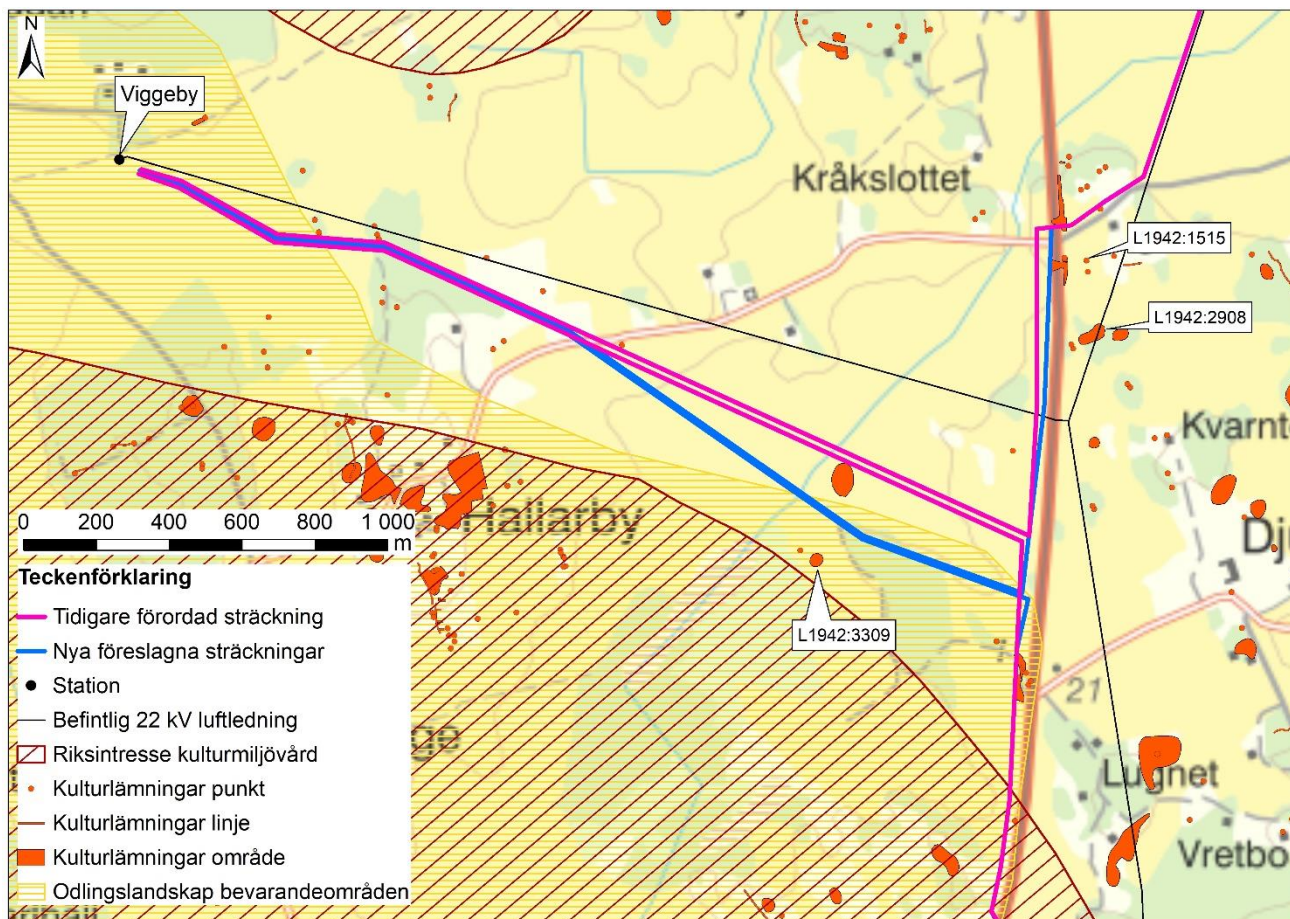 N
Viggeby
Kråkslottet
L1942:1515
L1942:2908
Kvarnt
Hallarby
Dju
L1942:3309
21
Lugnet
Vretbo
0 200 400 600 800 1 000
m
Teckenförklaring
Tidigare förordad sträckning
Nya föreslagna sträckningar
Station
Befintlig 22 kV luftledning
Riksintresse kulturmiljövård
Kulturlämningar punkt
Kulturlämningar linje
Kulturlämningar område
Odlingslandskap bevarandeområden